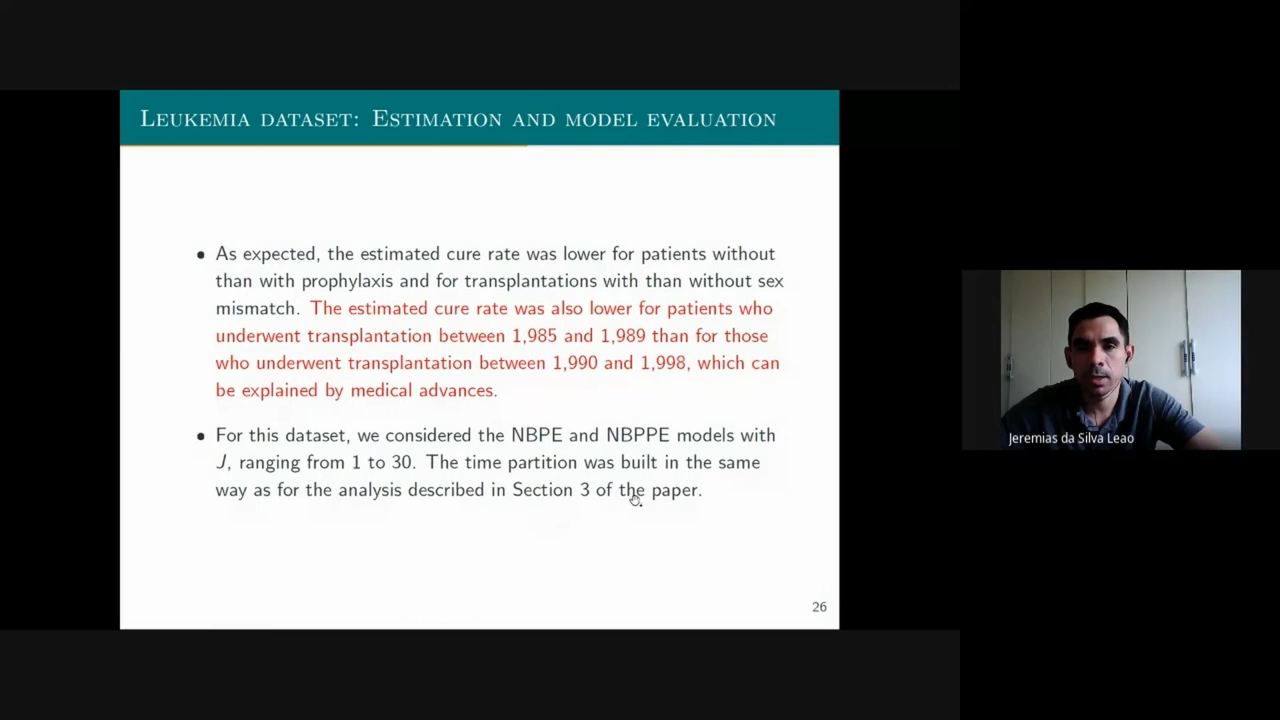 Leukemia dataset: Estimation and model evaluation
• As expected, the estimated cure rate was lower for patients without
than with prophylaxis and for transplantations with than without sex
mismatch. The estimated cure rate was also lower for patients who
underwent transplantation between 1,985 and 1,989 than for those
who underwent transplantation between 1,990 and 1,998, which can
be explained by medical advances.
• For this dataset, we considered the NBPE and NBPPE models with
J, ranging from 1 to 30. The time partition was built in the same
way as for the analysis described in Section 3 of the paper.
26
Jeremias da Silva Leao